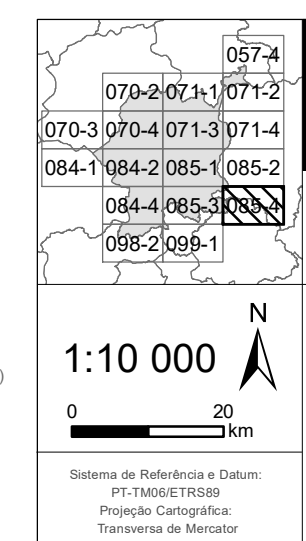 057-4
070-2 071-1 071-2
070-3 070-4 071-3 071-4
084-1 084-2 085-1 085-2
084-4 085-3 085-4
098-2 099-1
N
1:10 000
0 20
km
)
Sistema de Referência e Datum:
PT-TM06/ETRS89
Projeção Cartográfica:
Transversa de Mercator